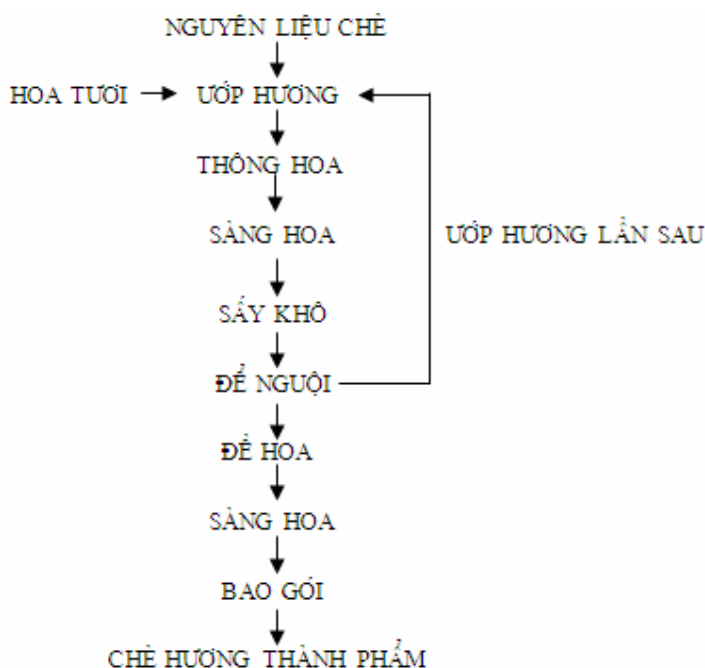 NGUYÊN LIỆU CHÈ
HOA TƯƠI
ƯỚP HƯƠNG
THÔNG HOA
SÀNG HOA
ƯỚP HƯƠNG LẦN SAU
SẤY KHÔ
ĐỂ NGUỘI
ĐỀ HOA
SÀNG HOA
BAO GÓI
CHÈ HƯƠNG THÀNH PHẨM